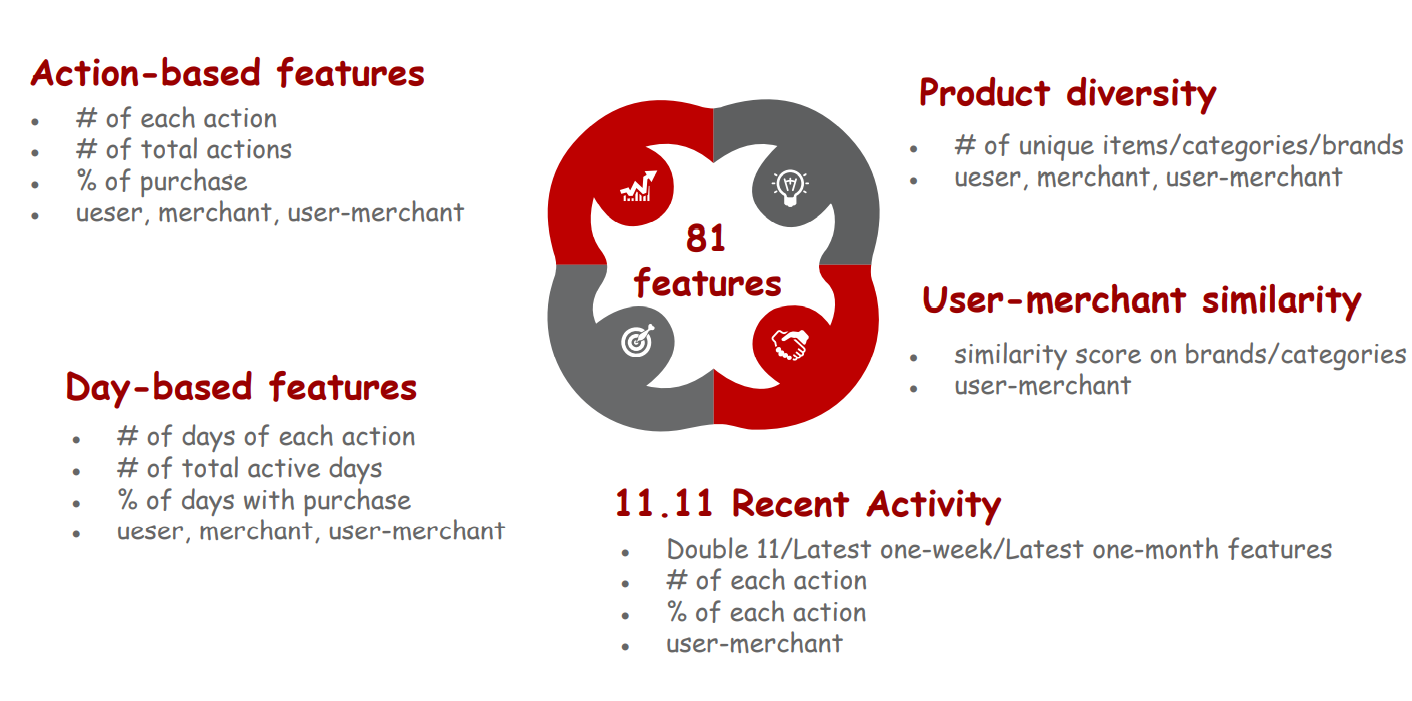 Action-based features
• # of each action
• # of total actions
• % of purchase
• ueser, merchant, user-merchant
Day-based features
• # of days of each action
• # of total active days
• % of days with purchase
• ueser, merchant, user-merchant
81
features
Product diversity
• # of unique items/categories/brands
• ueser, merchant, user-merchant
User-merchant similarity
• similarity score on brands/categories
• user-merchant
11.11 Recent Activity
• Double 11/Latest one-week/Latest one-month features
• # of each action
• % of each action
• user-merchant